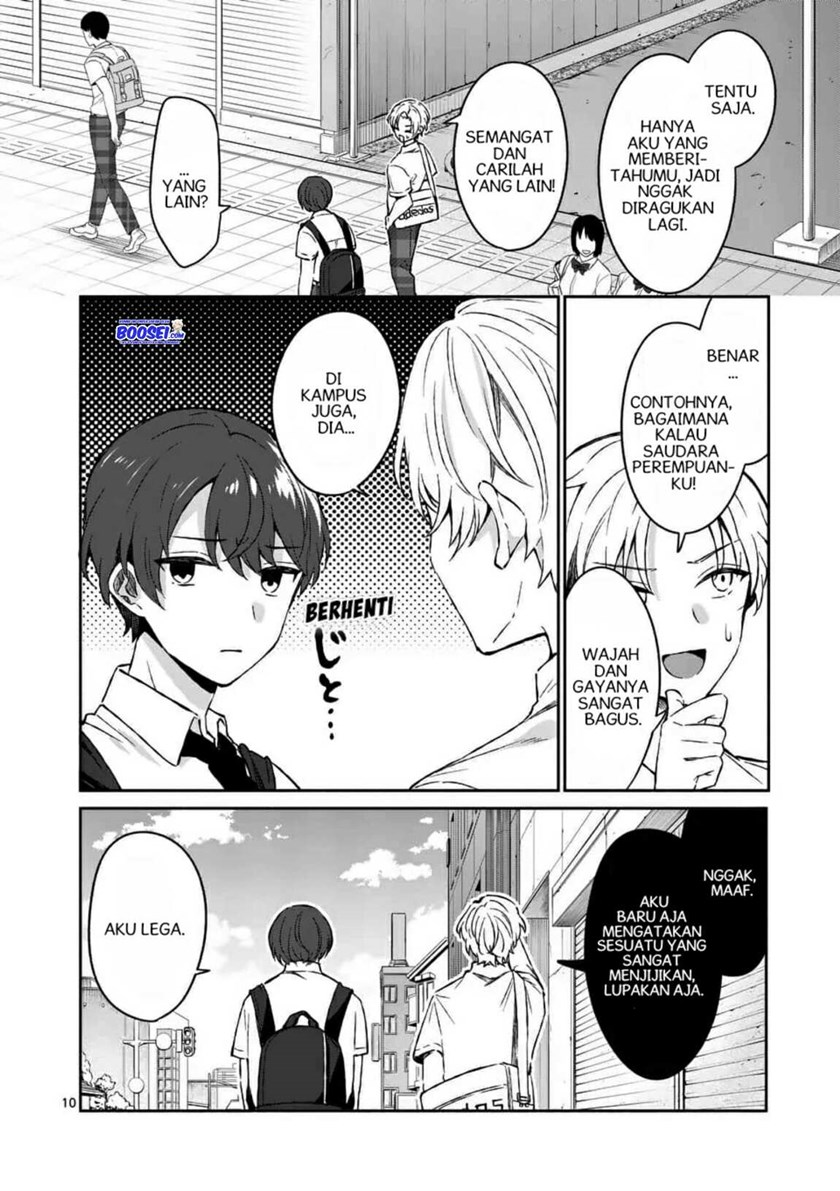 TENTU
SAJA.
HANYA
AKU YANG
MEMBERI-
TAHUMU, JADI
NGGAK
DIRAGUKAN
LAGI.
SEMANGAT
DAN
CARILAH
YANG LAIN!
...
YANG
LAIN?
adidas
BENAR
...
CONTOHNYA,
BAGAIMANA
KALAU
SAUDARA
PEREMPUAN-
KU!
WAJAH
DAN
GAYANYA
SANGAT
BAGUS.
BOOSEI.COM
DI
KAMPUS
JUGA,
DIA...
BERHENTI
じと…
NGGAK,
MAAF.
AKU
BARU AJA
MENGATAKAN
SESUATU YANG
SANGAT
MENJIJIKAN,
LUPAKAN AJA.
AKU LEGA.
10